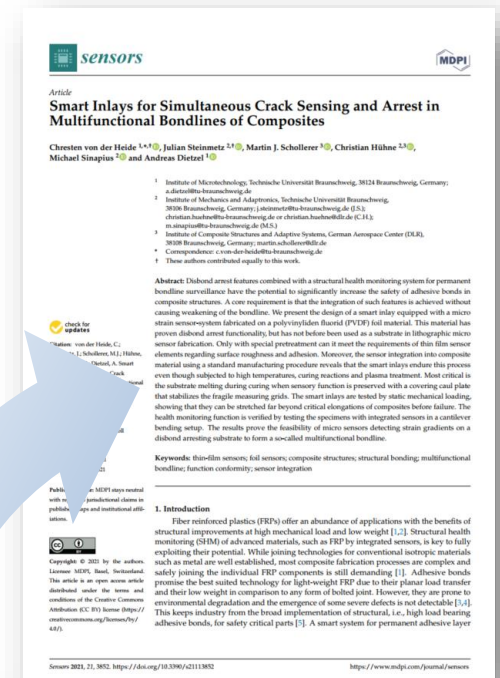 sensors
MDPI
Article
Smart Inlays for Simultaneous Crack Sensing and Arrest in
Multifunctional Bondlines of Composites
Chresten von der Heide 1,*,†, Julian Steinmetz 2,†, Martin J. Schollerer 3, Christian Hühne 2,3,
Michael Sinapius 2 and Andreas Dietzel 1
1 Institute of Microtechnology, Technische Universität Braunschweig, 38124 Braunschweig, Germany;
a.dietzel@tu-braunschweig.de
2 Institute of Mechanics and Adaptronics, Technische Universität Braunschweig,
38106 Braunschweig, Germany; j.steinmetz@tu-braunschweig.de (J.S.);
christian.huehne@tu-braunschweig.de or christian.huehne@dlr.de (C.H.);
m.sinapius@tu-braunschweig.de (M.S.)
3 Institute of Composite Structures and Adaptive Systems, German Aerospace Center (DLR),
38108 Braunschweig, Germany; martin.schollerer@dlr.de
* Correspondence: c.von-der-heide@tu-braunschweig.de
† These authors contributed equally to this work.
Abstract: Disbond arrest features combined with a structural health monitoring system for permanent
bondline surveillance have the potential to significantly increase the safety of adhesive bonds in
composite structures. A core requirement is that the integration of such features is achieved without
causing weakening of the bondline. We present the design of a smart inlay equipped with a micro
strain sensor-system fabricated on a polyvinyliden fluorid (PVDF) foil material. This material has
proven disbond arrest functionality, but has not before been used as a substrate in lithographic micro
sensor fabrication. Only with special pretreatment can it meet the requirements of thin film sensor
elements regarding surface roughness and adhesion. Moreover, the sensor integration into composite
material using a standard manufacturing procedure reveals that the smart inlays endure this process
even though subjected to high temperatures, curing reactions and plasma treatment. Most critical is
the substrate melting during curing when sensory function is preserved with a covering caul plate
that stabilizes the fragile measuring grids. The smart inlays are tested by static mechanical loading,
showing that they can be stretched far beyond critical elongations of composites before failure. The
health monitoring function is verified by testing the specimens with integrated sensors in a cantilever
bending setup. The results prove the feasibility of micro sensors detecting strain gradients on a
disbond arresting substrate to form a so-called multifunctional bondline.
Keywords: thin-film sensors; foil sensors; composite structures; structural bonding; multifunctional
bondline; function conformity; sensor integration
check for
updates
von der Heide, C.;
J.; Schollerer, M.J.; Hühne,
Dietzel, A. Smart
Crack
MDPI stays neutral
with jurisdictional claims in
Copyright: © 2021 by the authors.
Licensee MDPI, Basel, Switzerland.
This article is an open access article
distributed under the terms and
conditions of the Creative Commons
Attribution (CC BY) license (https://
creativecommons.org/licenses/by/
4.0/).
1. Introduction
Fiber reinforced plastics (FRPs) offer an abundance of applications with the benefits of
structural improvements at high mechanical load and low weight [1,2]. Structural health
monitoring (SHM) of advanced materials, such as FRP by integrated sensors, is key to fully
exploiting their potential. While joining technologies for conventional isotropic materials
such as metal are well established, most composite fabrication processes are complex and
safely joining the individual FRP components is still demanding [1]. Adhesive bonds
promise the best suited technology for light-weight FRP due to their planar load transfer
and their low weight in comparison to any form of bolted joint. However, they are prone to
environmental degradation and the emergence of some severe defects is not detectable [3,4].
This keeps industry from the broad implementation of structural, i.e., high load bearing
adhesive bonds, for safety critical parts [5]. A smart system for permanent adhesive layer
Sensors 2021, 21, 3852. https://doi.org/10.3390/s21113852
https://www.mdpi.com/journal/sensors